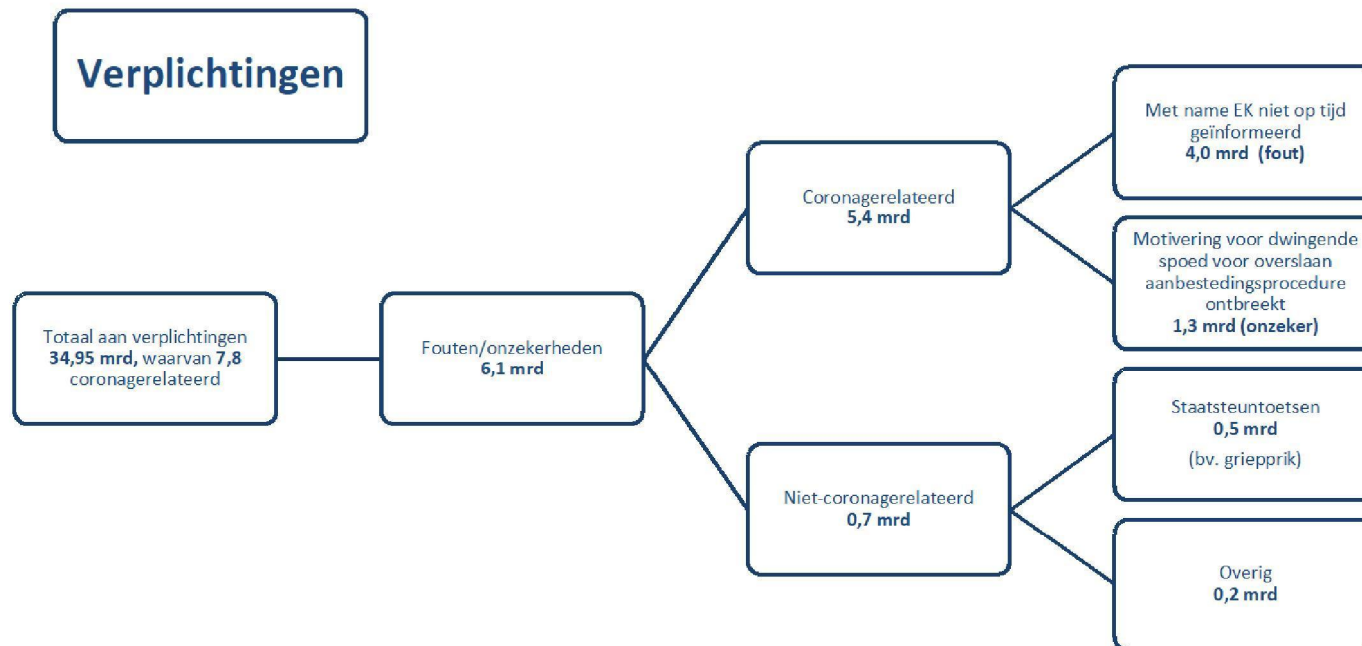 Verplichtingen
Totaal aan verplichtingen
34,95 mrd, waarvan 7,8
coronagerelateerd
Fouten/onzekerheden
6,1 mrd
Coronagerelateerd
5,4 mrd
Niet-coronagerelateerd
0,7 mrd
Met name EK niet op tijd
geïnformeerd
4,0 mrd (fout)
Motivering voor dwingende
spoed voor overslaan
aanbestedingsprocedure
ontbreekt
1,3 mrd (onzeker)
Staatsteuntoetsen
0,5 mrd
(bv. griepprik)
Overig
0,2 mrd